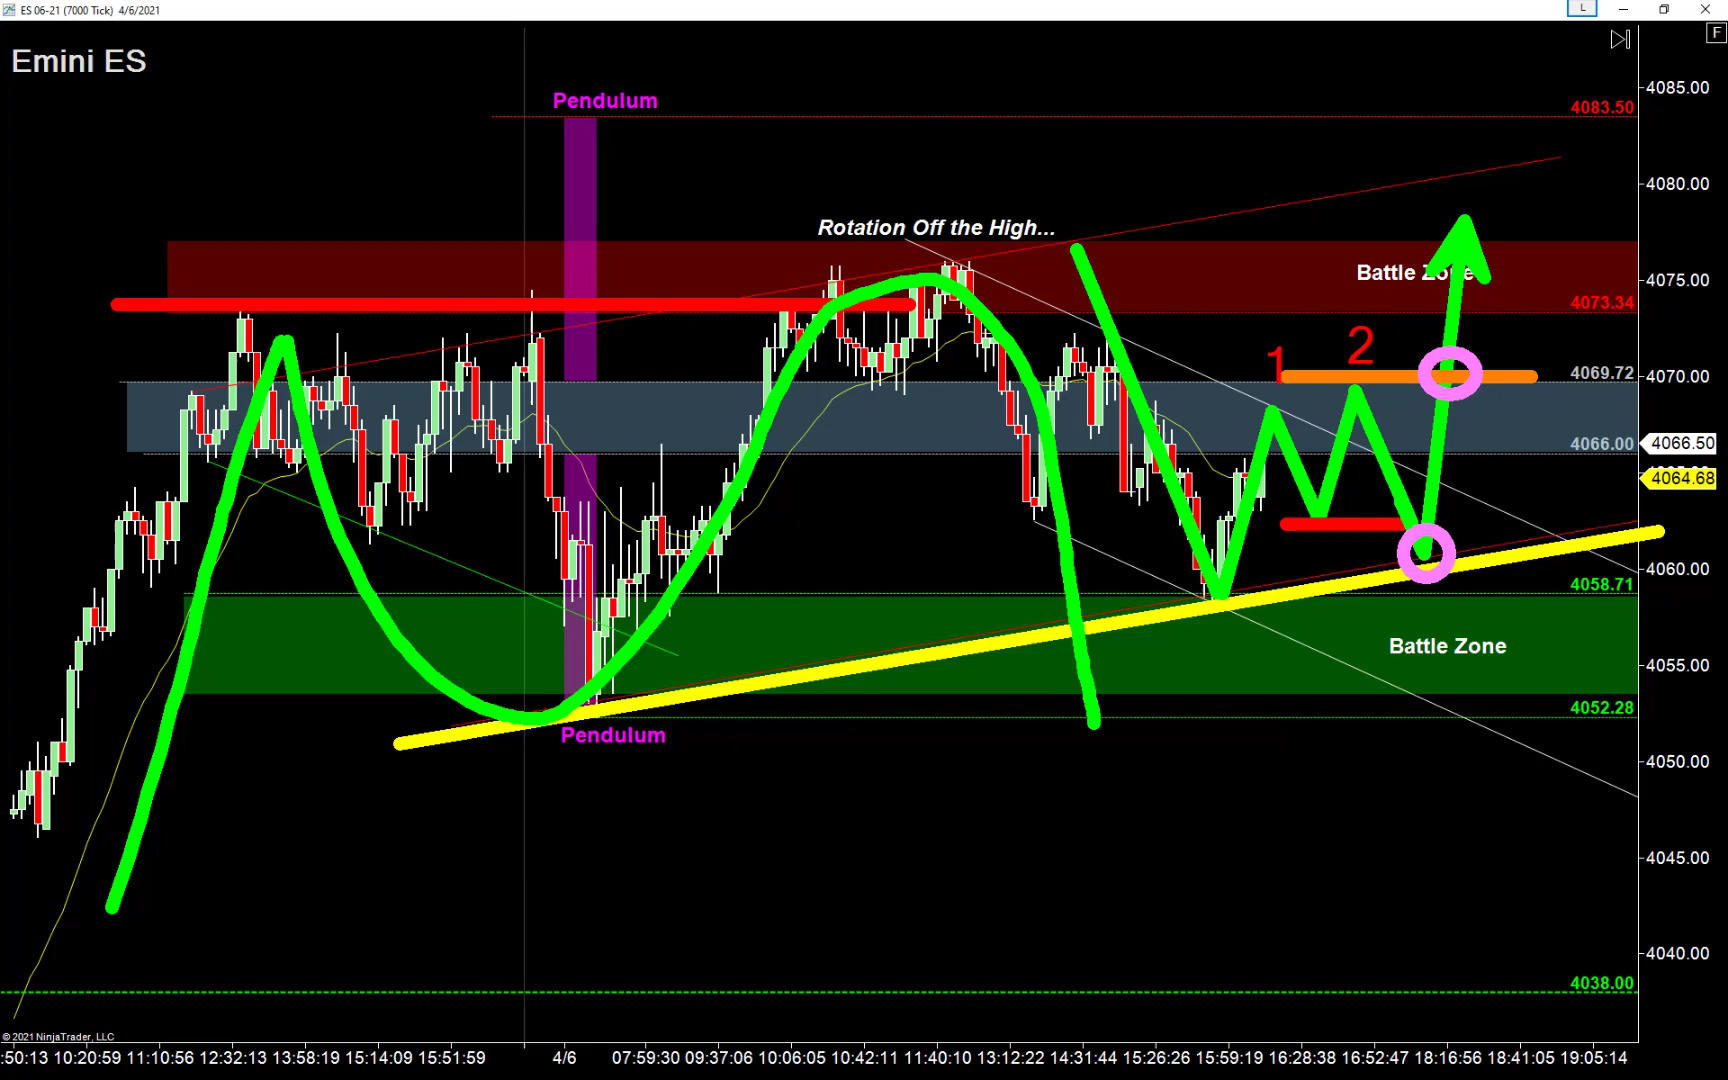 ES 06-21 (7000 Tick)  4/6/2021
L
F
Emini ES
Pendulum
4083.50
4085.00
4080.00
Rotation Off the High...
Battle Zone
4075.00
4073.34
1
2
4069.72
4070.00
4066.00
4066.50
4064.68
4060.00
4058.71
Battle Zone
4055.00
4052.28
Pendulum
4050.00
4045.00
4040.00
4038.00
© 2021 NinjaTrader, LLC
:50:13 10:20:59 11:10:56 12:32:13 13:58:19 15:14:09 15:51:59 4/6 07:59:30 09:37:06 10:06:05 10:42:11 11:40:10 13:12:22 14:31:44 15:26:26 15:59:19 16:28:38 16:52:47 18:16:56 18:41:05 19:05:14